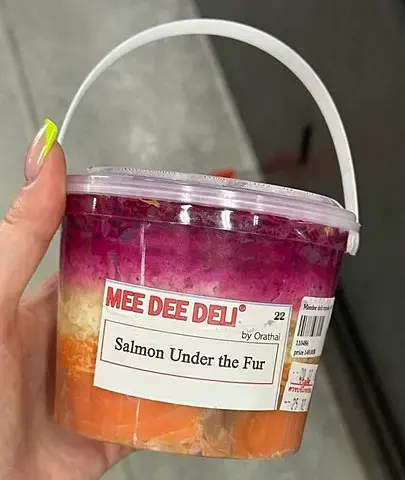 MEE DEE DELI®
22
by Orathai
Salmon Under the Fur